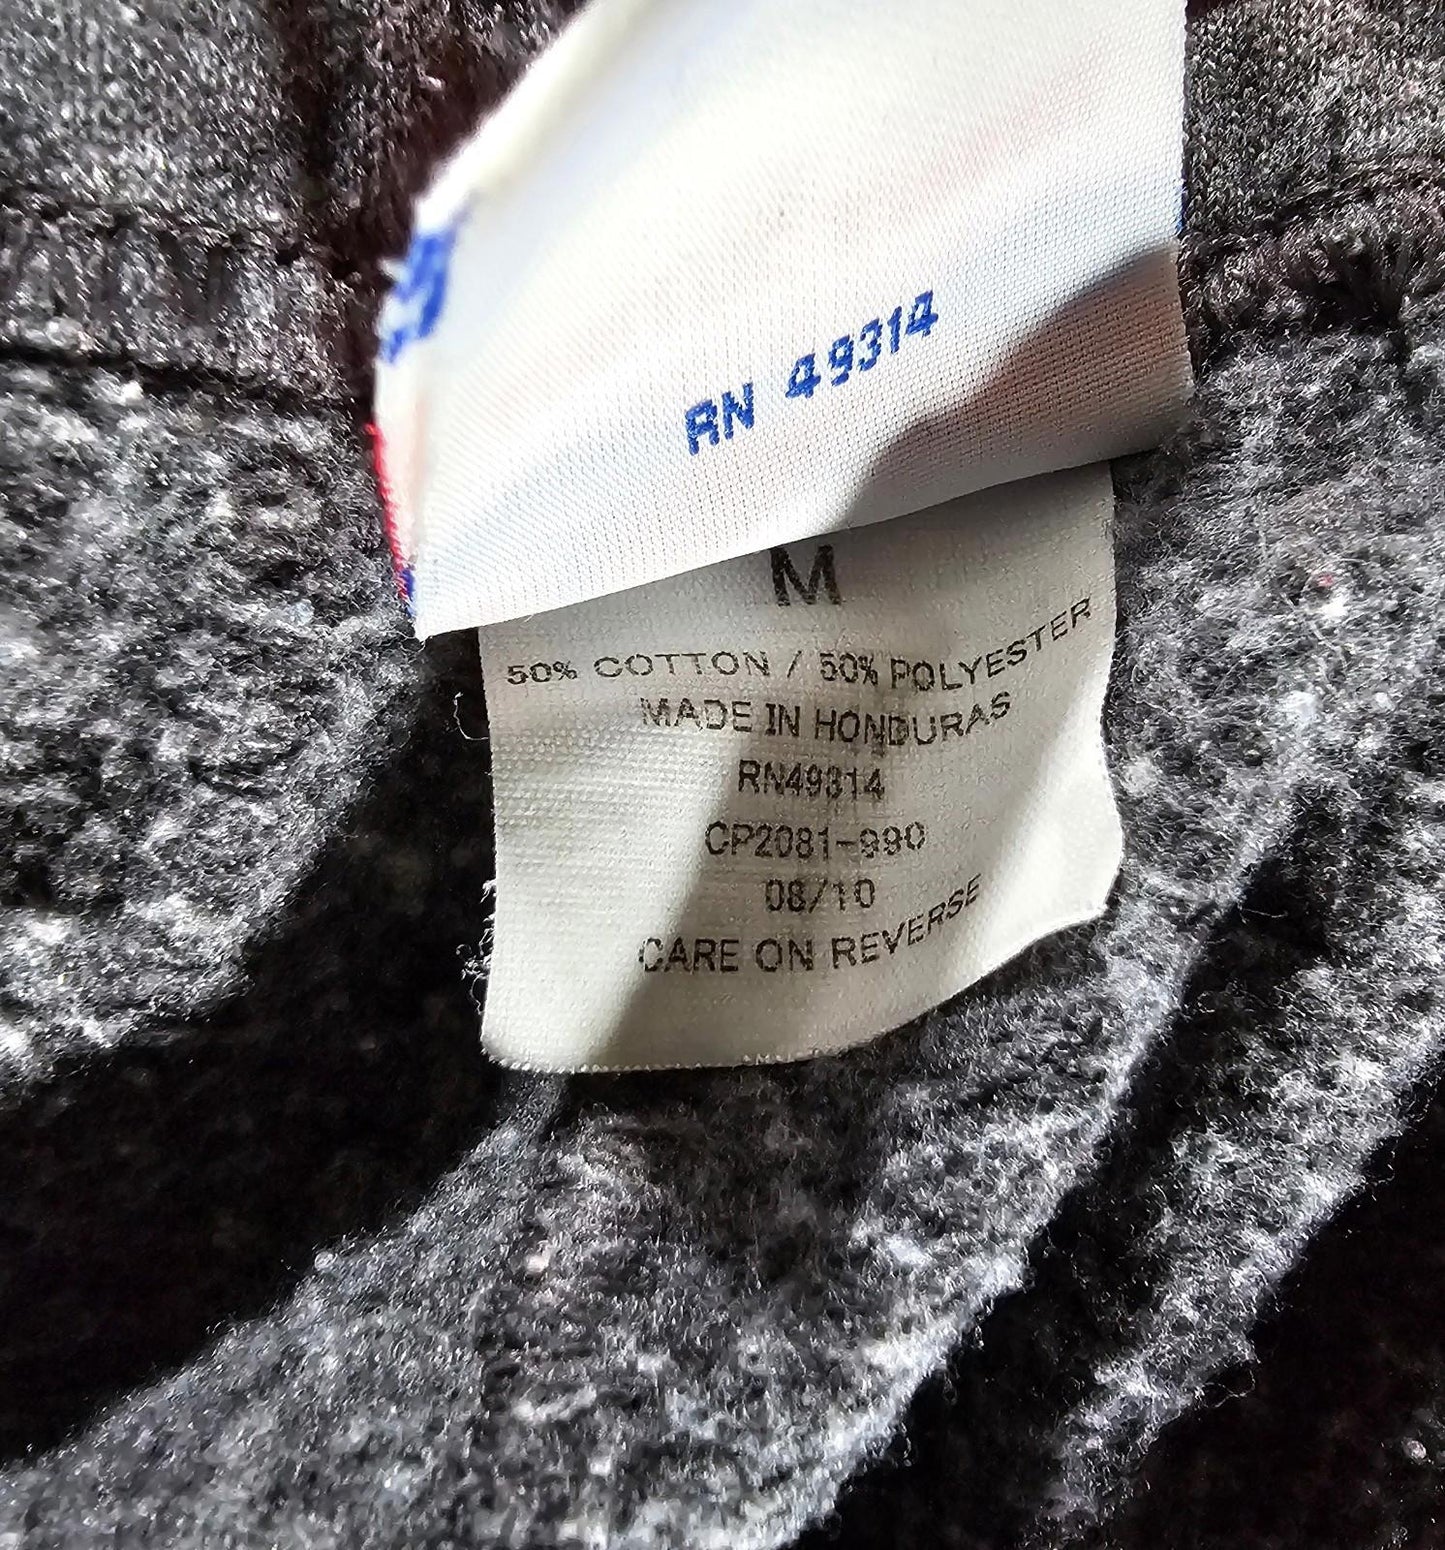 RN 49314
M
50% COTTON / 50% POLYESTER
MADE IN HONDURAS
RN49314
CP2081-990
08/10
CARE ON REVERSE